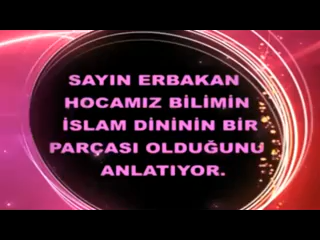 SAYIN ERBAKAN
HOCAMIZ BİLİMİN
İSLAM DİNİNİN BİR
PARÇASI OLDUĞUNU
ANLATIYOR.